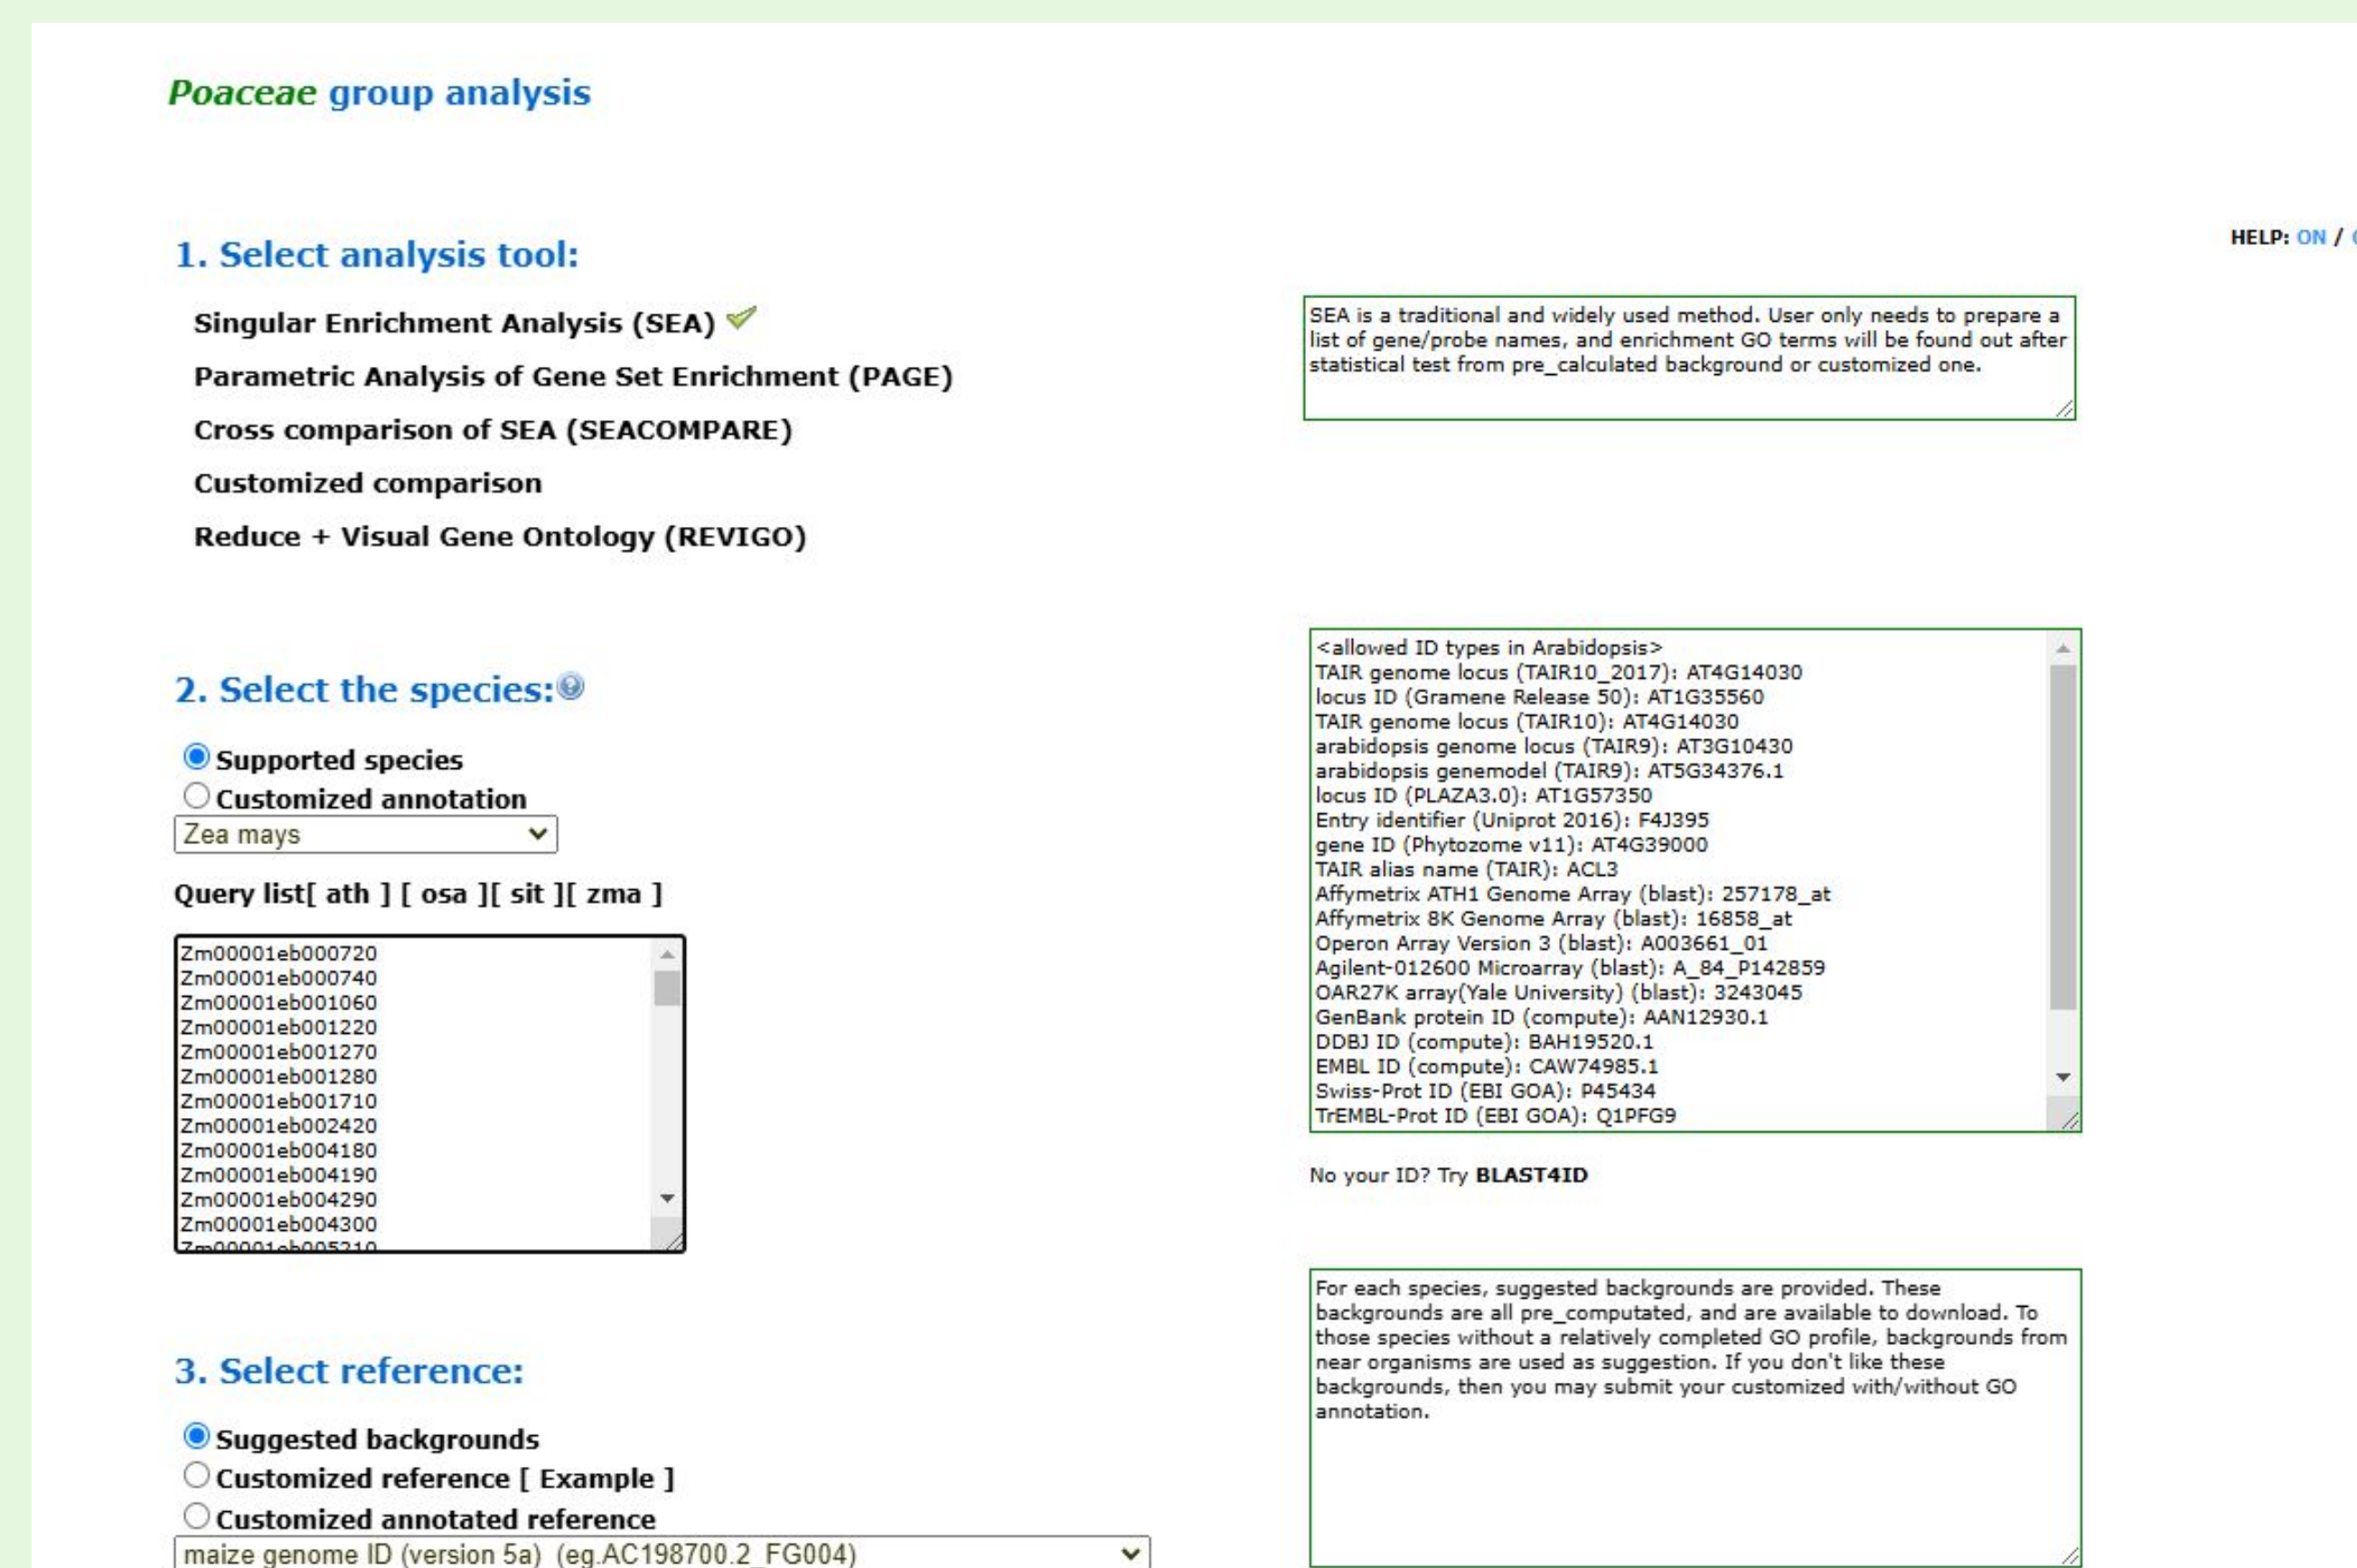 Poaceae group analysis
1. Select analysis tool:
HELP: ON /
Singular Enrichment Analysis (SEA)
Parametric Analysis of Gene Set Enrichment (PAGE)
Cross comparison of SEA (SEACOMPARE)
Customized comparison
Reduce + Visual Gene Ontology (REVIGO)
SEA is a traditional and widely used method. User only needs to prepare a
list of gene/probe names, and enrichment GO terms will be found out after
statistical test from pre_calculated background or customized one.
2. Select the species:
Supported species
Customized annotation
Zea mays
Query list[ ath ] [ osa ][ sit ][ zma ]
Zm00001eb000720
Zm00001eb000740
Zm00001eb001060
Zm00001eb001220
Zm00001eb001270
Zm00001eb001280
Zm00001eb001710
Zm00001eb002420
Zm00001eb004180
Zm00001eb004190
Zm00001eb004290
Zm00001eb004300
Zm00001eb005210
<allowed ID types in Arabidopsis>
TAIR genome locus (TAIR10_2017): AT4G14030
locus ID (Gramene Release 50): AT1G35560
TAIR genome locus (TAIR10): AT4G14030
arabidopsis genome locus (TAIR9): AT3G10430
arabidopsis genemodel (TAIR9): AT5G34376.1
locus ID (PLAZA3.0): AT1G57350
Entry identifier (Uniprot 2016): F4J395
gene ID (Phytozome v11): AT4G39000
TAIR alias name (TAIR): ACL3
Affymetrix ATH1 Genome Array (blast): 257178_at
Affymetrix 8K Genome Array (blast): 16858_at
Operon Array Version 3 (blast): A003661_01
Agilent-012600 Microarray (blast): A_84_P142859
OAR27K array(Yale University) (blast): 3243045
GenBank protein ID (compute): AAN12930.1
DDBJ ID (compute): BAH19520.1
EMBL ID (compute): CAW74985.1
Swiss-Prot ID (EBI GOA): P45434
TrEMBL-Prot ID (EBI GOA): Q1PFG9
No your ID? Try BLAST4ID
3. Select reference:
Suggested backgrounds
Customized reference [ Example ]
Customized annotated reference
maize genome ID (version 5a) (eg.AC198700.2_FG004)
For each species, suggested backgrounds are provided. These
backgrounds are all pre_computated, and are available to download. To
those species without a relatively completed GO profile, backgrounds from
near organisms are used as suggestion. If you don't like these
backgrounds, then you may submit your customized with/without GO
annotation.